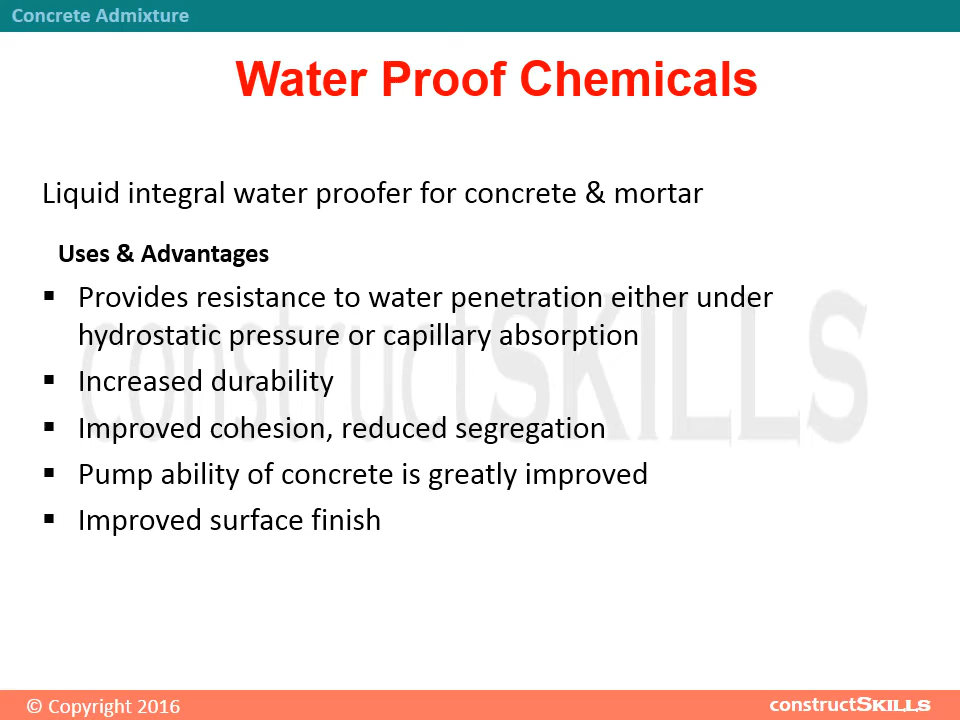 Concrete Admixture
Water Proof Chemicals
Liquid integral water proofer for concrete & mortar
Uses & Advantages
▪ Provides resistance to water penetration either under
hydrostatic pressure or capillary absorption
▪ Increased durability
▪ Improved cohesion, reduced segregation
▪ Pump ability of concrete is greatly improved
▪ Improved surface finish
constructSKILLS
© Copyright 2016
constructSKILLS